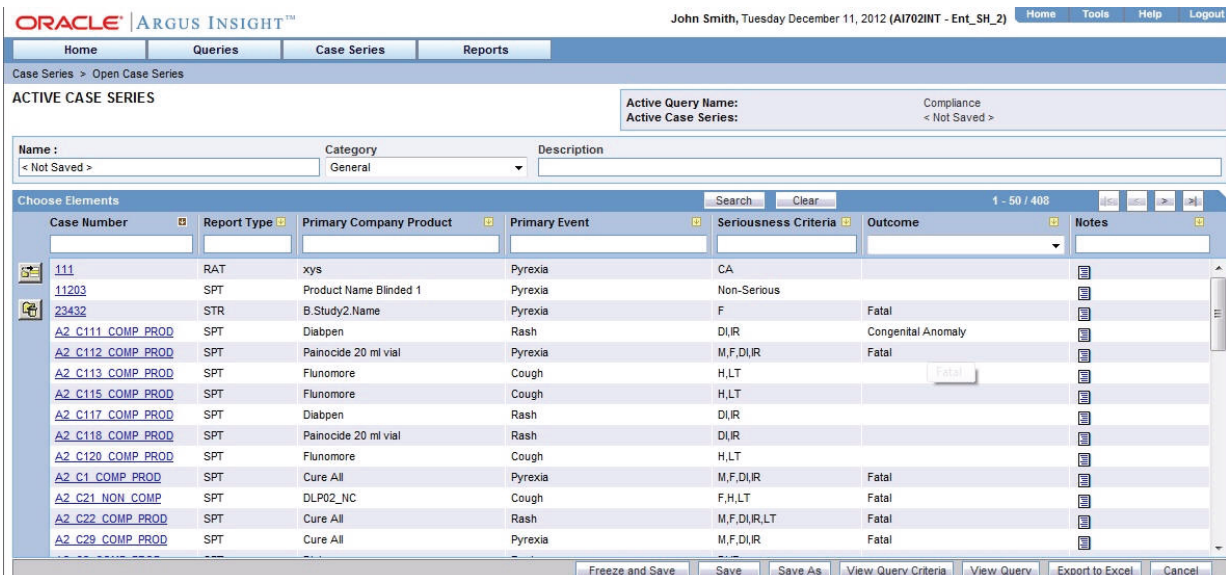 ORACLE® | ARGUS INSIGHT™
John Smith, Tuesday December 11, 2012 (AI702INT - Ent_SH_2) Home Tools Help Logout
Home Queries Case Series Reports
Case Series > Open Case Series
ACTIVE CASE SERIES
Active Query Name: Compliance
Active Case Series: < Not Saved >
Name : Category Description
< Not Saved > General
Choose Elements Search Clear 1 - 50 / 408 |<< < > >|
Case Number Report Type Primary Company Product Primary Event Seriousness Criteria Outcome Notes
111 RAT xys Pyrexia CA
11203 SPT Product Name Blinded 1 Pyrexia Non-Serious
23432 STR B.Study2.Name Pyrexia F Fatal
A2_C111_COMP_PROD SPT Diabpen Rash DI,IR Congenital Anomaly
A2_C112_COMP_PROD SPT Painocide 20 ml vial Pyrexia M,F,DI,IR Fatal
A2_C113_COMP_PROD SPT Flunomore Cough H,LT
Fatal
A2_C115_COMP_PROD SPT Flunomore Cough H,LT
A2_C117_COMP_PROD SPT Diabpen Rash DI,IR
A2_C118_COMP_PROD SPT Painocide 20 ml vial Rash DI,IR
A2_C120_COMP_PROD SPT Flunomore Cough H,LT
A2_C1_COMP_PROD SPT Cure All Pyrexia M,F,DI,IR Fatal
A2_C21_NON_COMP SPT DLP02_NC Cough F,H,LT Fatal
A2_C22_COMP_PROD SPT Cure All Rash M,F,DI,IR,LT Fatal
A2_C29_COMP_PROD SPT Cure All Pyrexia M,F,DI,IR Fatal
Freeze and Save Save Save As View Query Criteria View Query Export to Excel Cancel